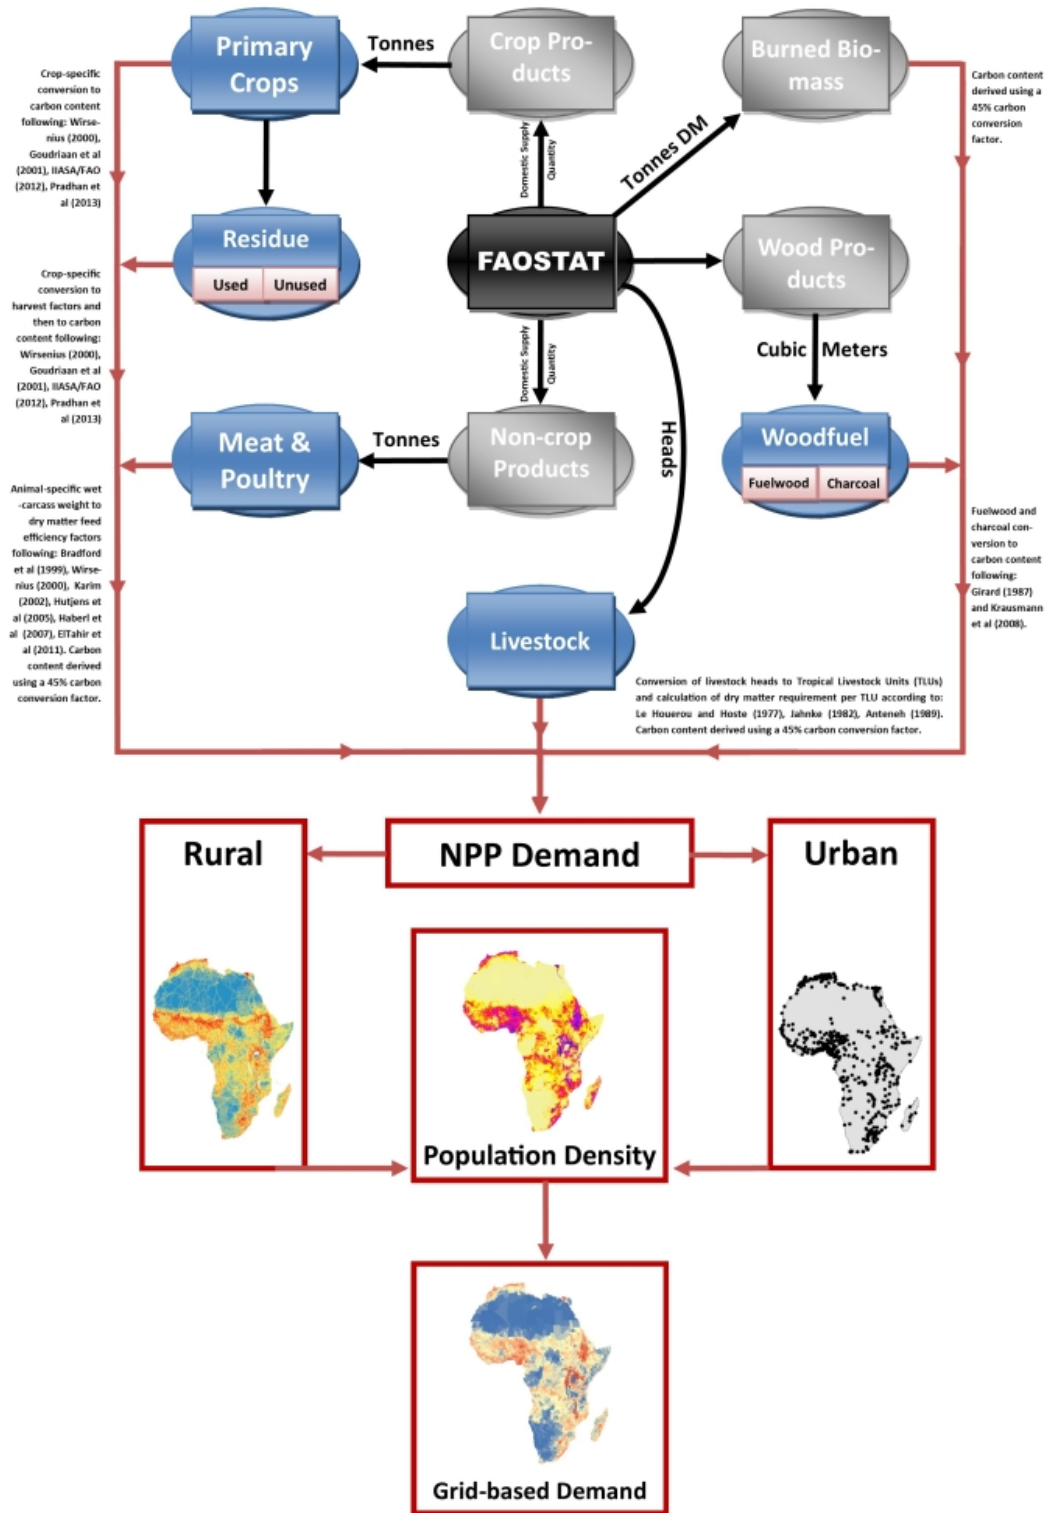 Primary
Crops
Tonnes
Crop Pro-
ducts
Burned Bio-
mass
Crop-specific
conversion to
carbon content
following: Wirse-
nius (2000),
Goudriaan et al
(2001), IIASA/FAO
(2012), Pradhan et
al (2013)
Carbon content
derived using a
45% carbon
conversion
factor.
Domestic Supply
Quantity
Tonnes DM
Residue
Used
Unused
FAOSTAT
Wood Pro-
ducts
Crop-specific
conversion to
harvest factors and
then to carbon
content following:
Wirsenius (2000),
Goudriaan et al
(2001), IIASA/FAO
(2012), Pradhan et
al (2013)
Domestic Supply
Quantity
Cubic Meters
Heads
Meat &
Poultry
Tonnes
Non-crop
Products
Woodfuel
Fuelwood
Charcoal
Animal-specific wet
-carcass weight to
dry matter feed
efficiency factors
following: Bradford
et al (1999), Wirse-
nius (2000), Karim
(2002), Hutjens et
al (2005), Haberl et
al (2007), ElTahir et
al (2011). Carbon
content derived
using a 45% carbon
conversion factor.
Fuelwood and
charcoal con-
version to
carbon content
following:
Girard (1987)
and Krausmann
et al (2008).
Livestock
Conversion of livestock heads to Tropical Livestock Units (TLUs)
and calculation of dry matter requirement per TLU according to:
Le Houerou and Hoste (1977), Jahnke (1982), Anteneh (1989).
Carbon content derived using a 45% carbon conversion factor.
Rural
NPP Demand
Urban
Population Density
Grid-based Demand